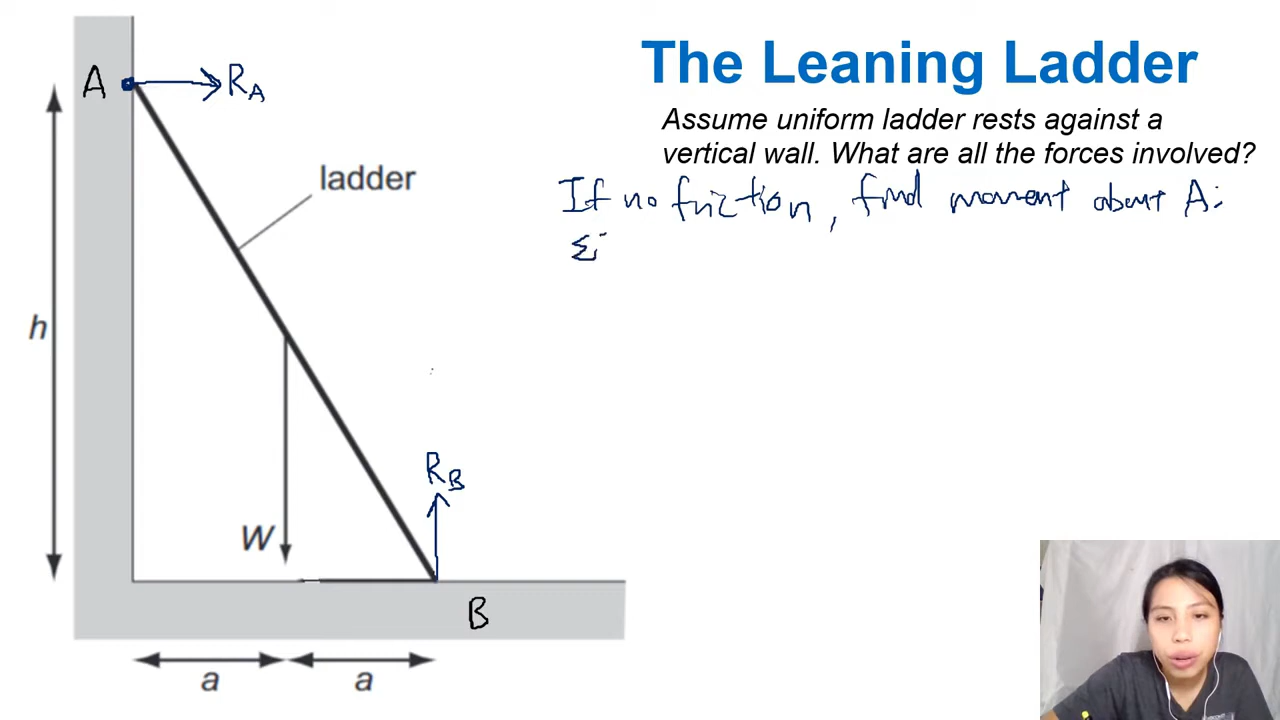 The Leaning Ladder
Assume uniform ladder rests against a
vertical wall. What are all the forces involved?
If no friction, find moment about A:
Σ
A
R_A
ladder
h
W
R_B
B
a
a